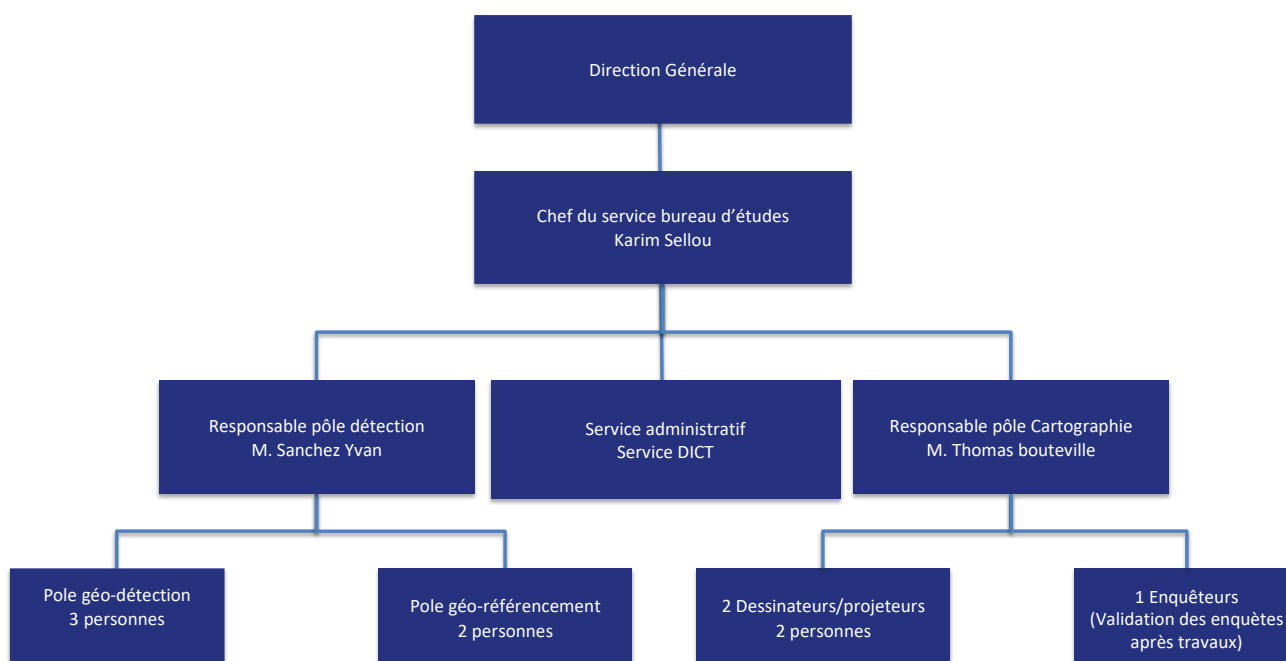 Direction Générale
Chef du service bureau d’études
Karim Sellou
Responsable pôle détection
M. Sanchez Yvan
Service administratif
Service DICT
Responsable pôle Cartographie
M. Thomas bouteville
Pole géo-détection
3 personnes
Pole géo-référencement
2 personnes
2 Dessinateurs/projeteurs
2 personnes
1 Enquêteurs
(Validation des enquètes
après travaux)